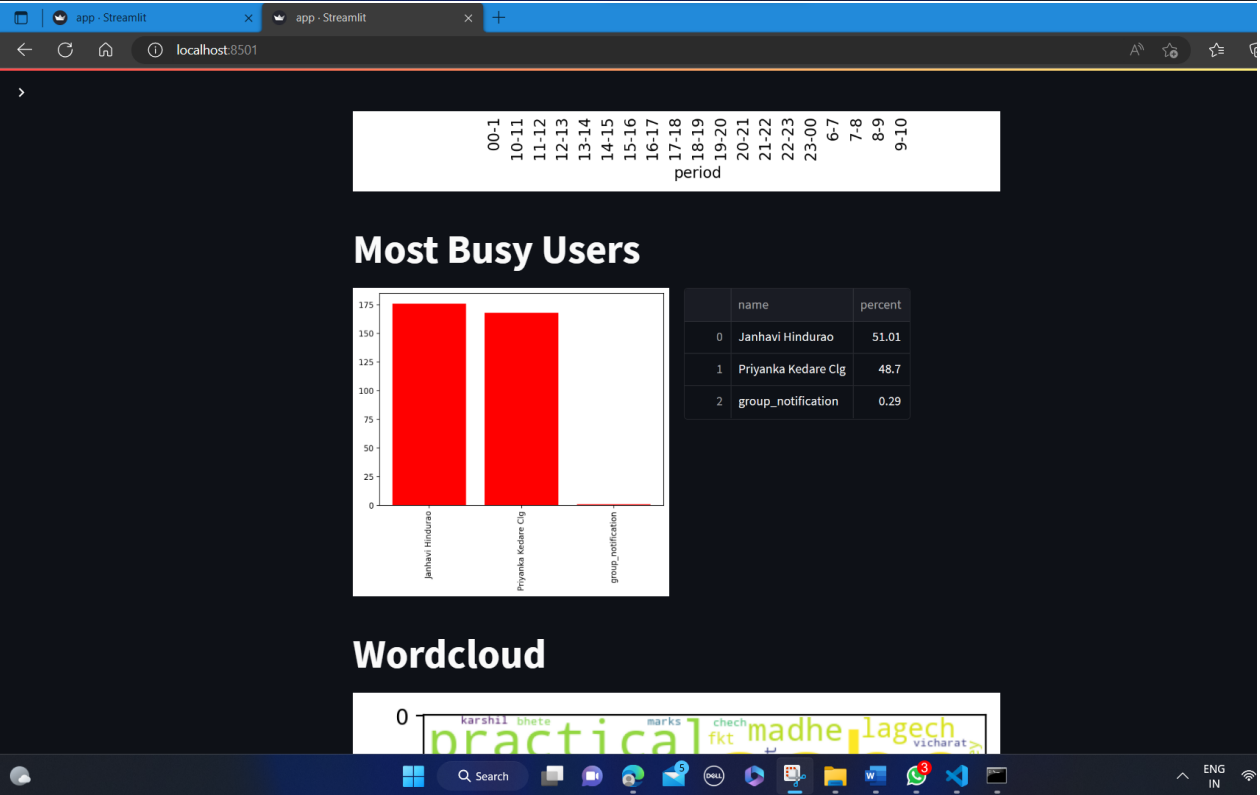 app · Streamlit
app · Streamlit
localhost:8501
00-1 10-11 11-12 12-13 13-14 14-15 15-16 16-17 17-18 18-19 19-20 20-21 21-22 22-23 23-00 6-7 7-8 8-9 9-10
period
Most Busy Users
175
150
125
100
75
50
25
0
Janhavi Hindurao
Priyanka Kedare Clg
group_notification
name percent
0 Janhavi Hindurao 51.01
1 Priyanka Kedare Clg 48.7
2 group_notification 0.29
Wordcloud
0
karshil bhete marks chech madhe lagech
practical fkt vicharat
Search
5
DELL
3
ENG
IN